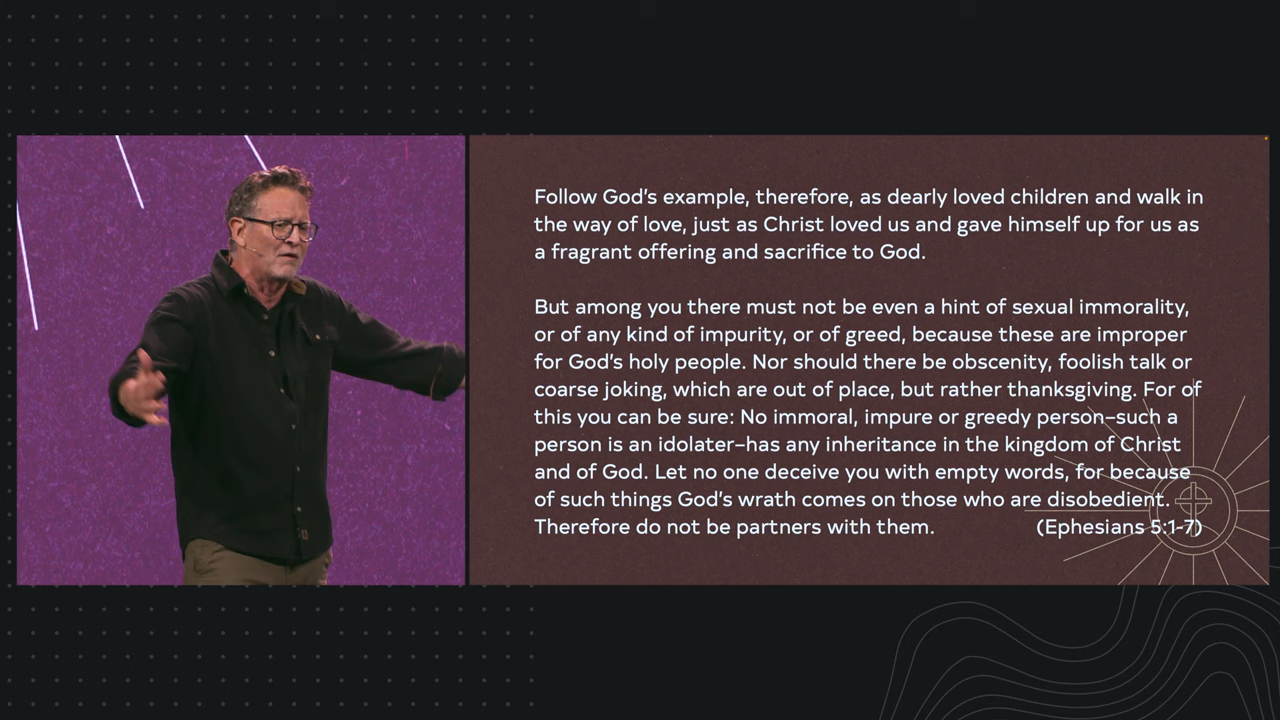 Follow God's example, therefore, as dearly loved children and walk in
the way of love, just as Christ loved us and gave himself up for us as
a fragrant offering and sacrifice to God.
But among you there must not be even a hint of sexual immorality,
or of any kind of impurity, or of greed, because these are improper
for God's holy people. Nor should there be obscenity, foolish talk or
coarse joking, which are out of place, but rather thanksgiving. For of
this you can be sure: No immoral, impure or greedy person–such a
person is an idolater–has any inheritance in the kingdom of Christ
and of God. Let no one deceive you with empty words, for because
of such things God's wrath comes on those who are disobedient.
Therefore do not be partners with them. (Ephesians 5:1-7)